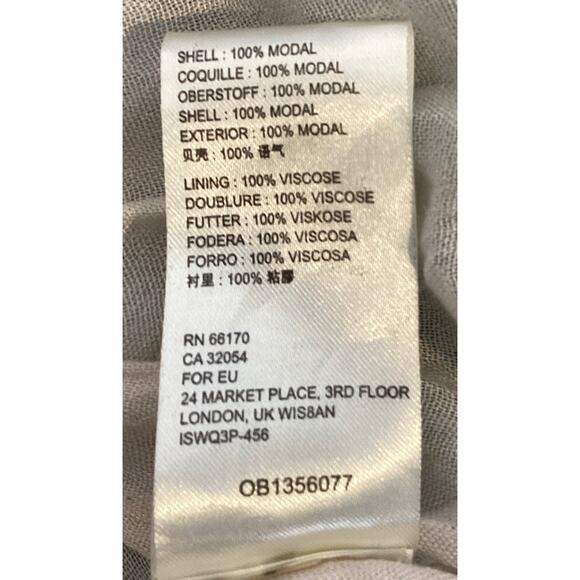 SHELL : 100% MODAL
COQUILLE : 100% MODAL
OBERSTOFF : 100% MODAL
SHELL : 100% MODAL
EXTERIOR : 100% MODAL
贝壳 : 100% 语气
LINING : 100% VISCOSE
DOUBLURE : 100% VISCOSE
FUTTER : 100% VISKOSE
FODERA : 100% VISCOSA
FORRO : 100% VISCOSA
衬里 : 100% 粘膠
RN 66170
CA 32054
FOR EU
24 MARKET PLACE, 3RD FLOOR
LONDON, UK WIS8AN
ISWQ3P-456
OB1356077